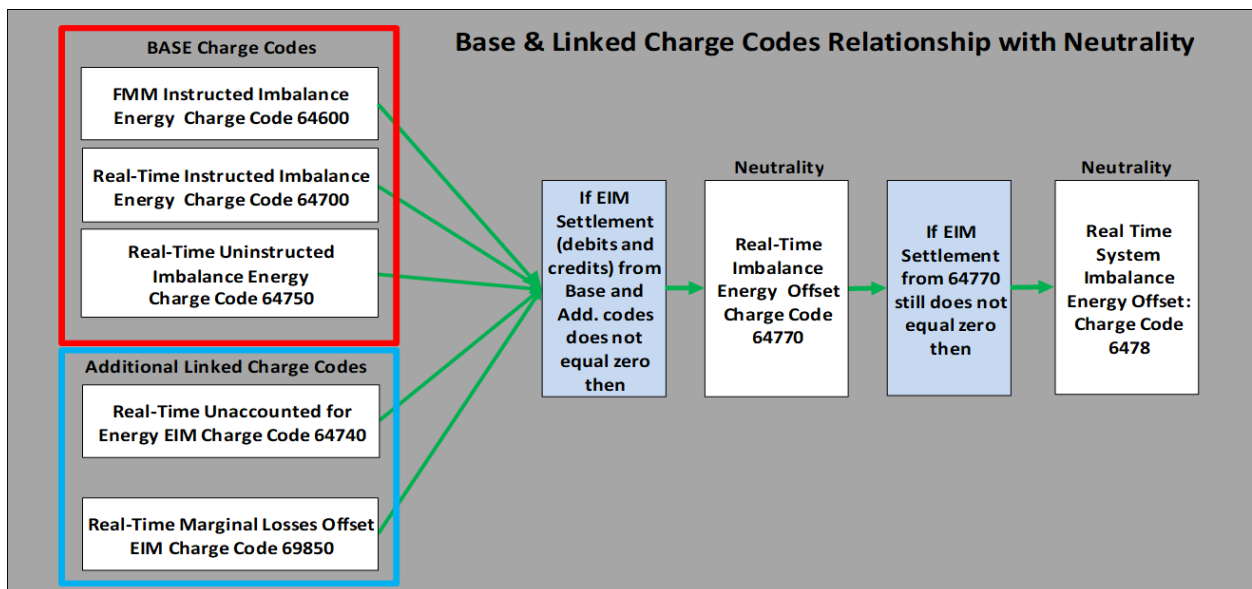 Base & Linked Charge Codes Relationship with Neutrality
BASE Charge Codes
FMM Instructed Imbalance
Energy Charge Code 64600
Real-Time Instructed Imbalance
Energy Charge Code 64700
Real-Time Uninstructed
Imbalance Energy
Charge Code 64750
Additional Linked Charge Codes
Real-Time Unaccounted for
Energy EIM Charge Code 64740
Real-Time Marginal Losses Offset
EIM Charge Code 69850
If EIM
Settlement
(debits and
credits) from
Base and
Add. codes
does not
equal zero
then
Neutrality
Real-Time
Imbalance
Energy Offset
Charge Code
64770
If EIM
Settlement
from 64770
still does not
equal zero
then
Neutrality
Real Time
System
Imbalance
Energy Offset:
Charge Code
6478